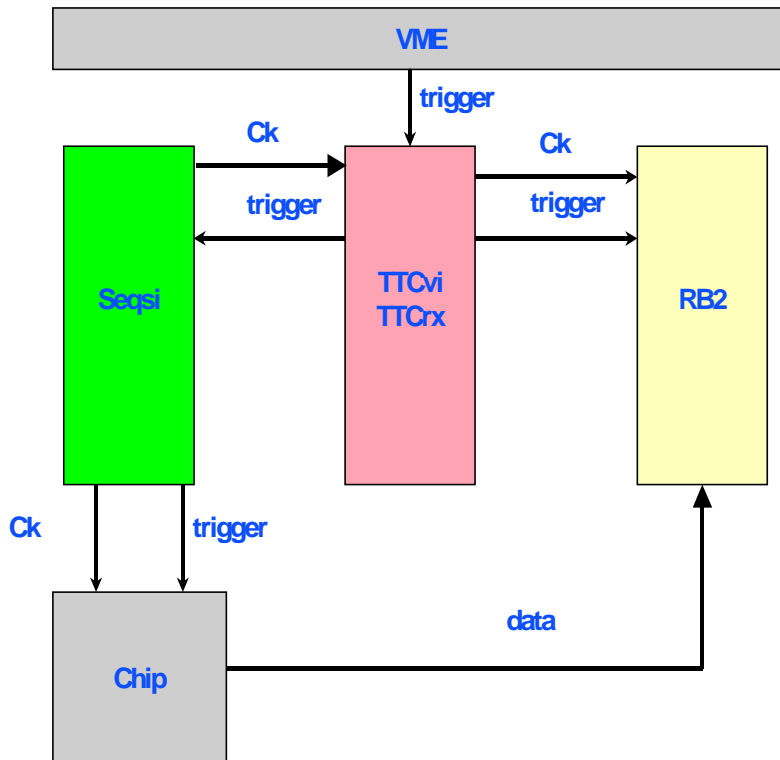 VME
trigger
Ck
Ck
trigger
trigger
Seqsi
TTCvi
TTCrx
RB2
Ck
trigger
data
Chip